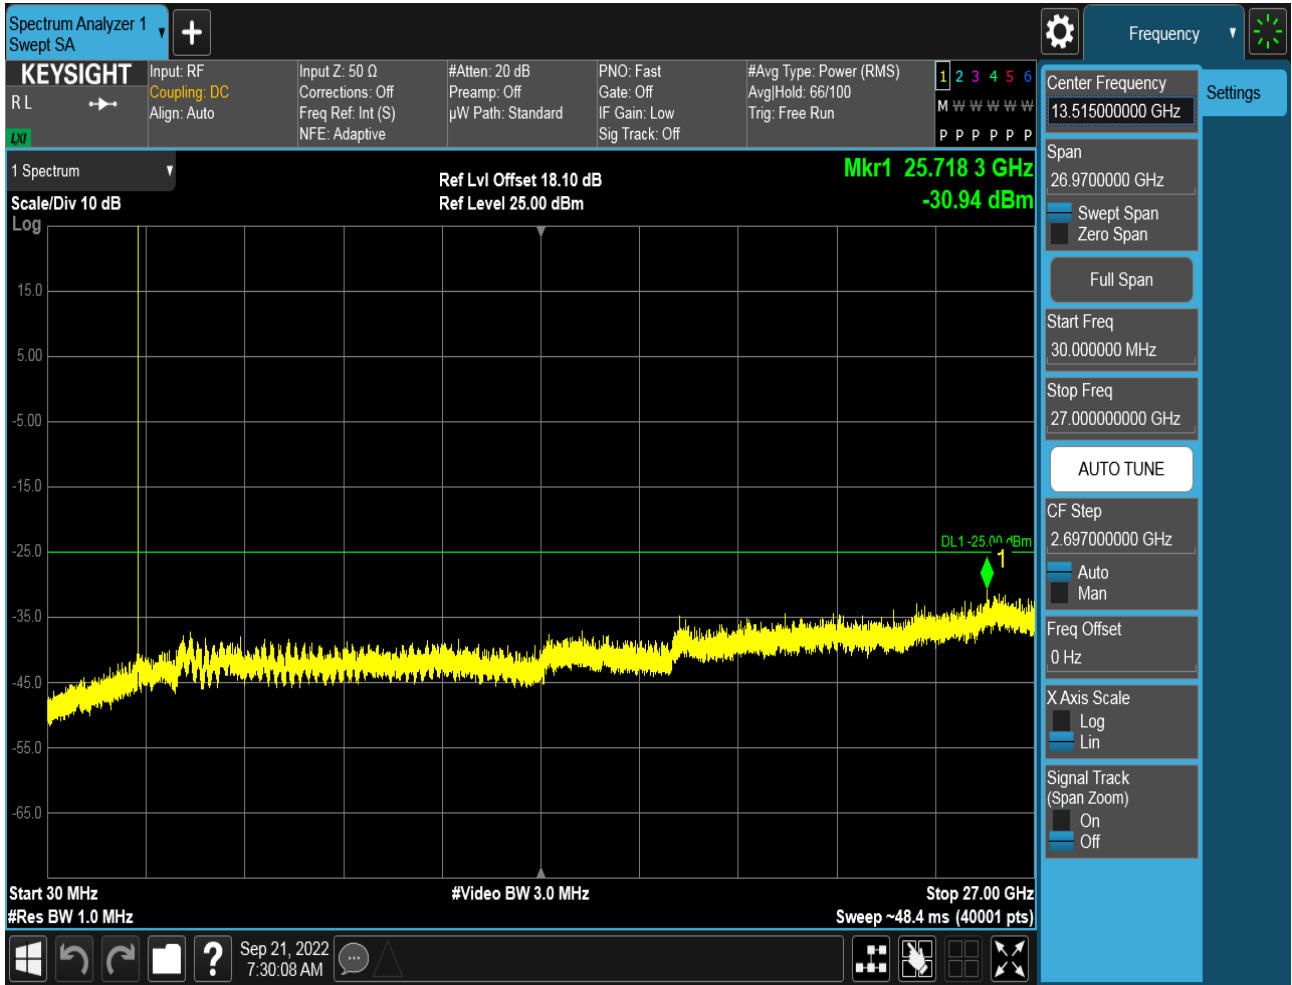 Spectrum Analyzer 1
Swept SA
Frequency
KEYSIGHT
R L
LXI
Input: RF
Coupling: DC
Align: Auto
Input Z: 50 Ω
Corrections: Off
Freq Ref: Int (S)
NFE: Adaptive
#Atten: 20 dB
Preamp: Off
µW Path: Standard
PNO: Fast
Gate: Off
IF Gain: Low
Sig Track: Off
#Avg Type: Power (RMS)
Avg|Hold: 66/100
Trig: Free Run
1 2 3 4 5 6
M W W W W W
P P P P P P
1 Spectrum
Scale/Div 10 dB
Log
Ref Lvl Offset 18.10 dB
Ref Level 25.00 dBm
Mkr1 25.718 3 GHz
-30.94 dBm
15.0
5.00
-5.00
-15.0
-25.0
-35.0
-45.0
-55.0
-65.0
DL1 -25.00 dBm
1
Start 30 MHz
#Res BW 1.0 MHz
#Video BW 3.0 MHz
Stop 27.00 GHz
Sweep ~48.4 ms (40001 pts)
Sep 21, 2022
7:30:08 AM
Center Frequency
13.515000000 GHz
Settings
Span
26.9700000 GHz
Swept Span
Zero Span
Full Span
Start Freq
30.000000 MHz
Stop Freq
27.000000000 GHz
AUTO TUNE
CF Step
2.697000000 GHz
Auto
Man
Freq Offset
0 Hz
X Axis Scale
Log
Lin
Signal Track
(Span Zoom)
On
Off